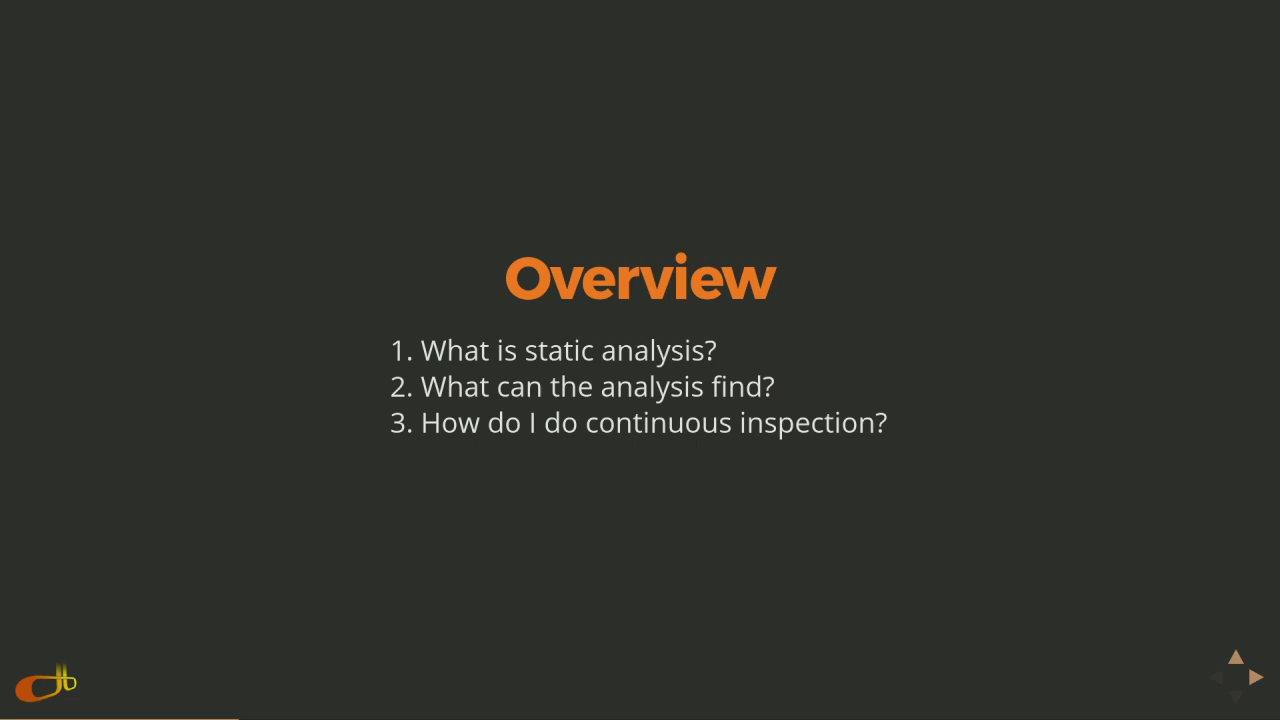 Overview
1. What is static analysis?
2. What can the analysis find?
3. How do I do continuous inspection?